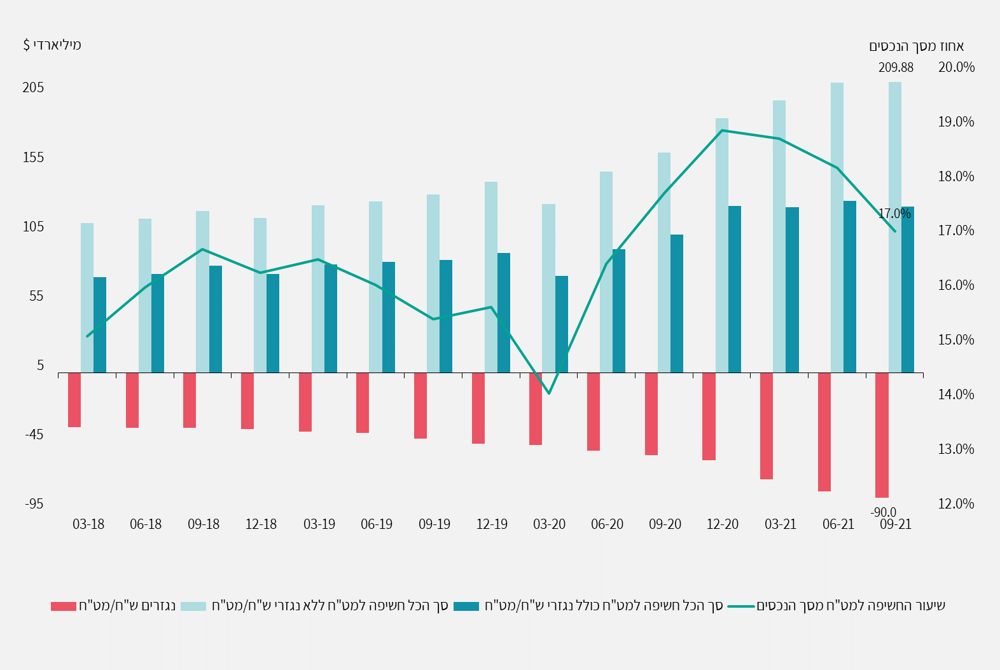 מיליארדי $
אחוז מסך הנכסים
209.88
20.0%
205
19.0%
155
18.0%
17.0%
105
17.0%
16.0%
55
15.0%
5
14.0%
-45
13.0%
-95
12.0%
-90.0
03-18 06-18 09-18 12-18 03-19 06-19 09-19 12-19 03-20 06-20 09-20 12-20 03-21 06-21 09-21
נגזרים ש"ח/מט"ח
סך הכל חשיפה למט"ח ללא נגזרי ש"ח/מט"ח
סך הכל חשיפה למט"ח כולל נגזרי ש"ח/מט"ח
שיעור החשיפה למט"ח מסך הנכסים